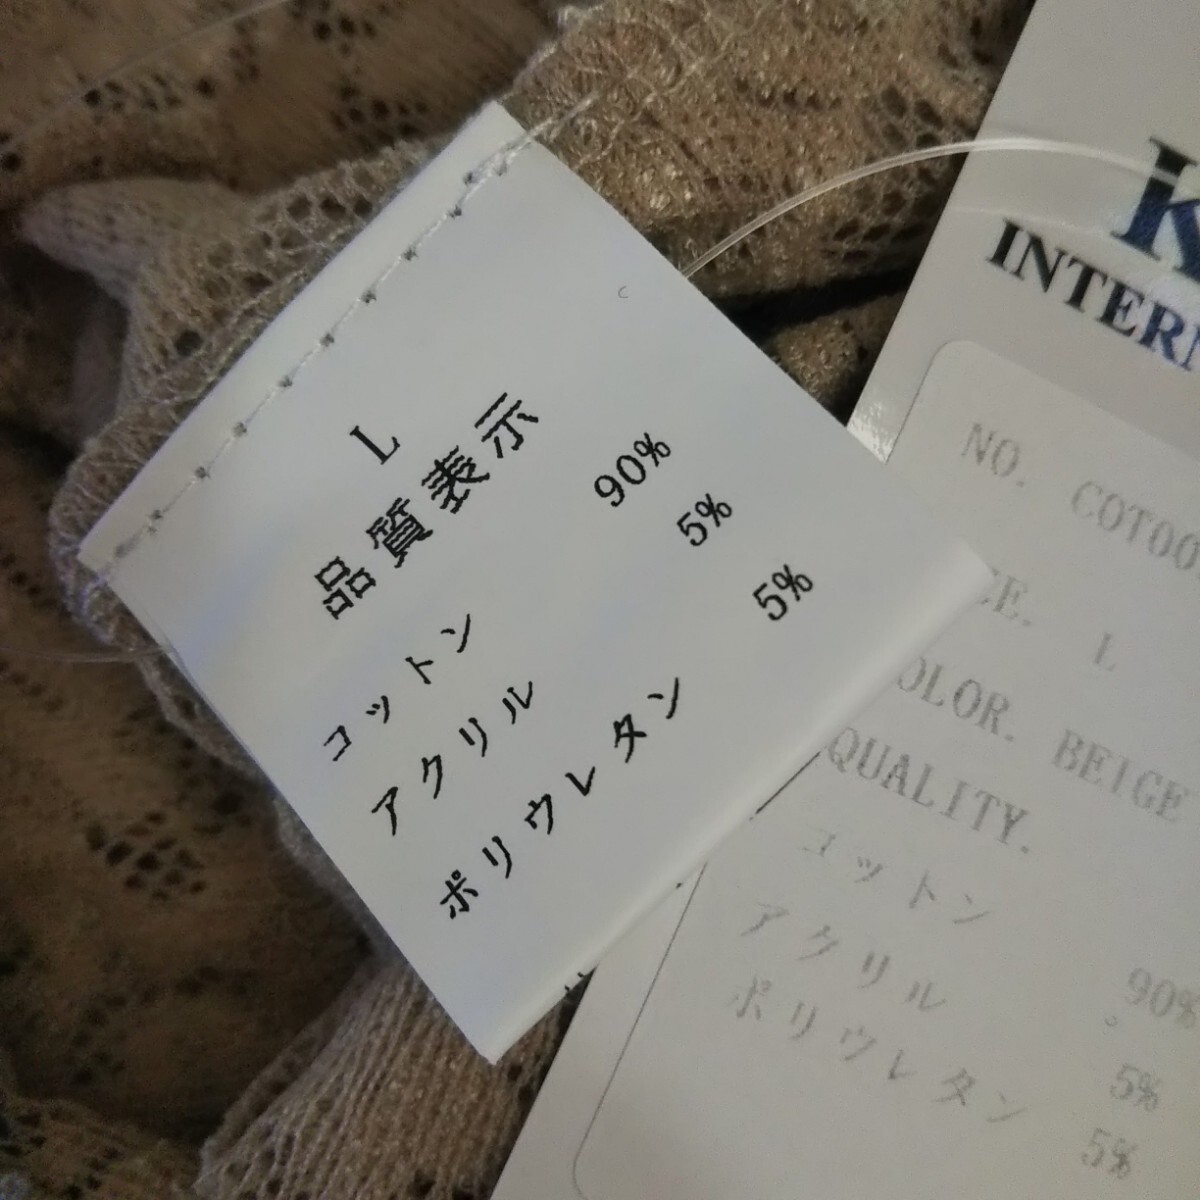 L
品質表示
コットン 90%
アクリル 5%
ポリウレタン 5%
K
INTERN
NO. COTOO
L
OLOR. BEIGE
QUALITY.
コットン 90%
アクリル 5%
ポリウレタン 5%